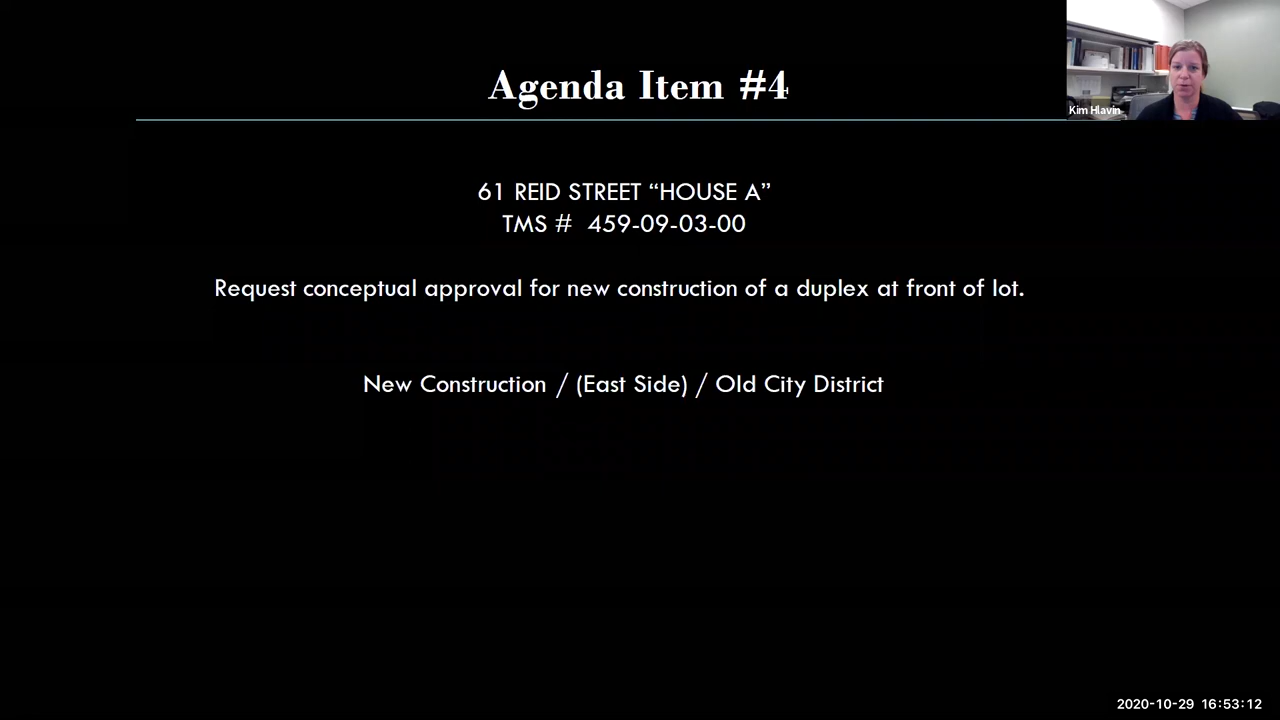 Agenda Item #4
Kim Hlavin
61 REID STREET “HOUSE A”
TMS # 459-09-03-00
Request conceptual approval for new construction of a duplex at front of lot.
New Construction / (East Side) / Old City District
2020-10-29 16:53:12